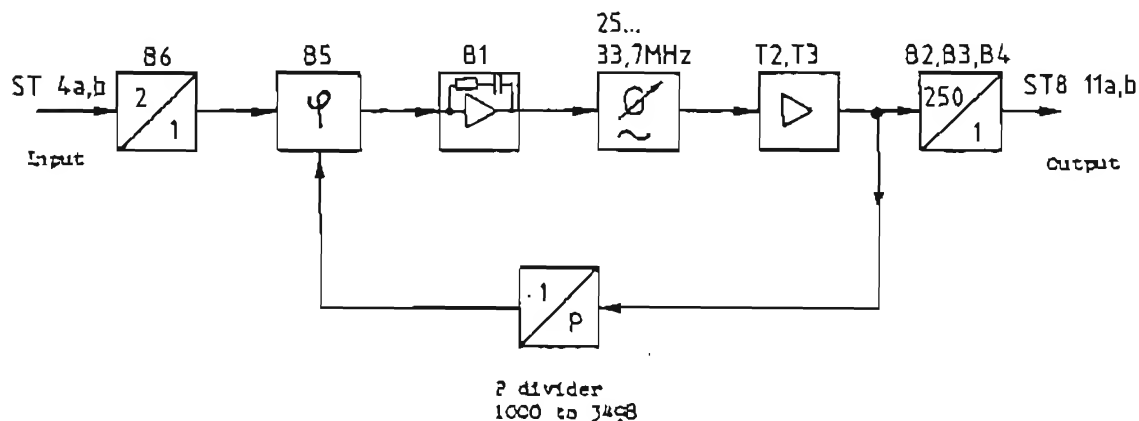 25...
B6 B5 B1 33,7MHz T2,T3 B2,B3,B4
ST 4a,b 2/1 φ 250/1 ST8 11a,b
Input Output
1/P
P divider
1000 to 3498